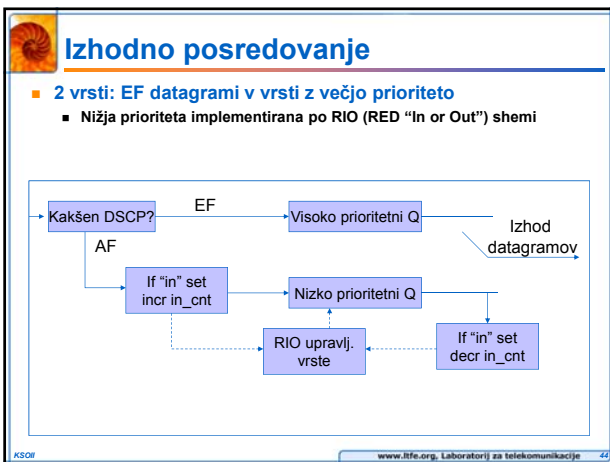 Izhodno posredovanje
2 vrsti: EF datagrami v vrsti z večjo prioriteto
Nižja prioriteta implementirana po RIO (RED “In or Out”) shemi
Kakšen DSCP?
EF
Visoko prioritetni Q
Izhod
datagramov
AF
If “in” set
incr in_cnt
Nizko prioritetni Q
RIO upravlj.
vrste
If “in” set
decr in_cnt
KSOII
www.ltfe.org, Laboratorij za telekomunikacije 44